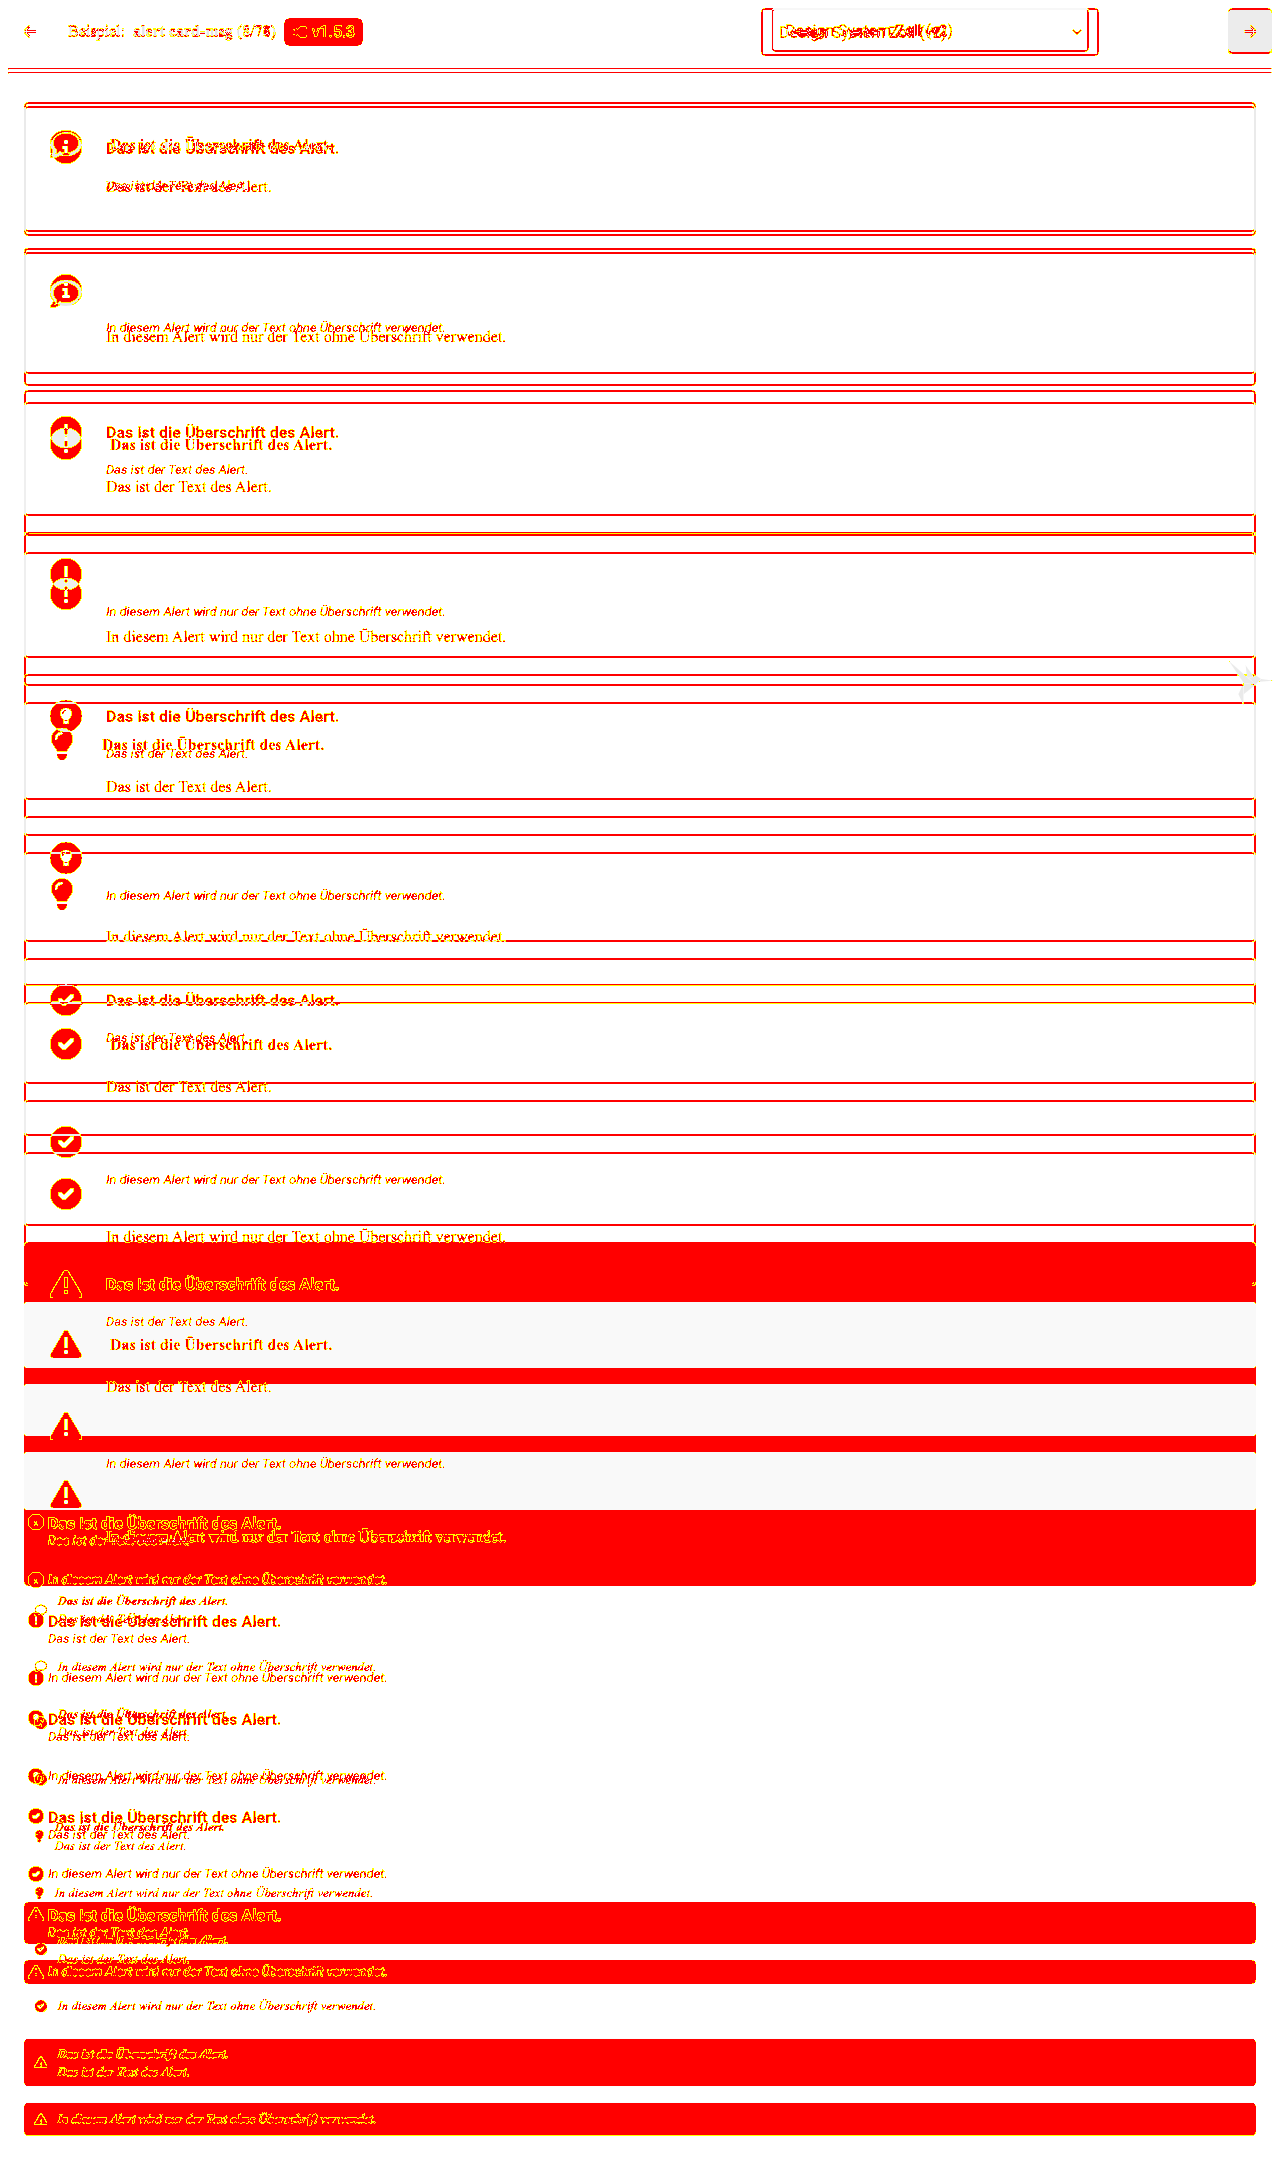 Beispiel: alert card-msg (6/78) v1.5.3
Design System Zoll (v2)
Das ist die Überschrift des Alert.
Das ist der Text des Alert.
In diesem Alert wird nur der Text ohne Überschrift verwendet.
In diesem Alert wird nur der Text ohne Überschrift verwendet.
Das ist die Überschrift des Alert.
Das ist die Überschrift des Alert.
Das ist der Text des Alert.
Das ist der Text des Alert.
In diesem Alert wird nur der Text ohne Überschrift verwendet.
In diesem Alert wird nur der Text ohne Überschrift verwendet.
Das ist die Überschrift des Alert.
Das ist die Überschrift des Alert.
Das ist der Text des Alert.
Das ist der Text des Alert.
In diesem Alert wird nur der Text ohne Überschrift verwendet.
In diesem Alert wird nur der Text ohne Überschrift verwendet.
Das ist die Überschrift des Alert.
Das ist der Text des Alert.
Das ist die Überschrift des Alert.
Das ist der Text des Alert.
In diesem Alert wird nur der Text ohne Überschrift verwendet.
In diesem Alert wird nur der Text ohne Überschrift verwendet.
Das ist die Überschrift des Alert.
Das ist der Text des Alert.
Das ist die Überschrift des Alert.
Das ist der Text des Alert.
In diesem Alert wird nur der Text ohne Überschrift verwendet.
Das ist die Überschrift des Alert.
In diesem Alert wird nur der Text ohne Überschrift verwendet.
Das ist der Text des Alert.
In diesem Alert wird nur der Text ohne Überschrift verwendet.
Das ist die Überschrift des Alert.
Das ist die Überschrift des Alert.
Das ist der Text des Alert.
In diesem Alert wird nur der Text ohne Überschrift verwendet.
In diesem Alert wird nur der Text ohne Überschrift verwendet.
Das ist die Überschrift des Alert.
Das ist die Überschrift des Alert.
Das ist der Text des Alert.
Das ist der Text des Alert.
In diesem Alert wird nur der Text ohne Überschrift verwendet.
In diesem Alert wird nur der Text ohne Überschrift verwendet.
Das ist die Überschrift des Alert.
Das ist die Überschrift des Alert.
Das ist der Text des Alert.
Das ist der Text des Alert.
In diesem Alert wird nur der Text ohne Überschrift verwendet.
In diesem Alert wird nur der Text ohne Überschrift verwendet.
Das ist die Überschrift des Alert.
Das ist der Text des Alert.
Das ist die Überschrift des Alert.
Das ist der Text des Alert.
In diesem Alert wird nur der Text ohne Überschrift verwendet.
In diesem Alert wird nur der Text ohne Überschrift verwendet.
Das ist die Überschrift des Alert.
Das ist der Text des Alert.
In diesem Alert wird nur der Text ohne Überschrift verwendet.